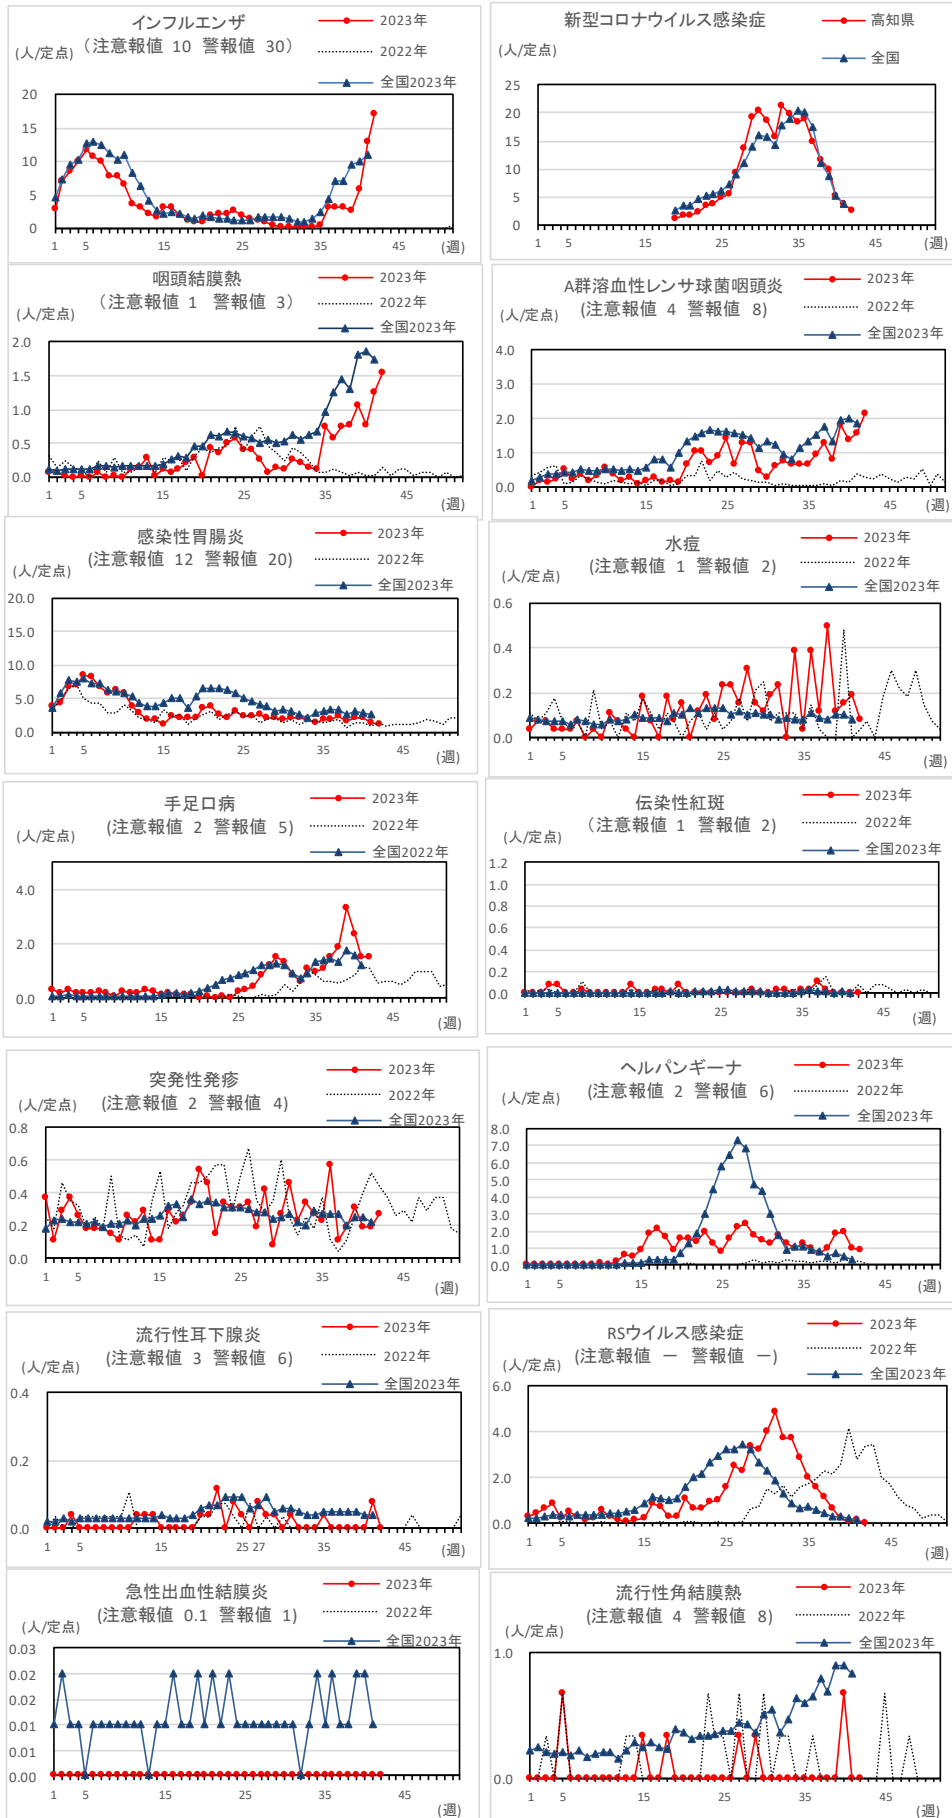 インフルエンザ
（注意報値 10 警報値 30）
(人/定点)
2023年
2022年
全国2023年
20
15
10
5
0
1 5 15 25 35 45
(週)
新型コロナウイルス感染症
(人/定点)
高知県
全国
25
20
15
10
5
0
1 5 15 25 35 45
(週)
咽頭結膜熱
（注意報値 1 警報値 3）
(人/定点)
2023年
2022年
全国2023年
2.0
1.5
1.0
0.5
0.0
1 5 15 25 35 45
(週)
A群溶血性レンサ球菌咽頭炎
(注意報値 4 警報値 8)
(人/定点)
2023年
2022年
全国2023年
4.0
3.0
2.0
1.0
0.0
1 5 15 25 35 45
(週)
感染性胃腸炎
(注意報値 12 警報値 20)
(人/定点)
2023年
2022年
全国2023年
20.0
15.0
10.0
5.0
0.0
1 5 15 25 35 45
(週)
水痘
(注意報値 1 警報値 2)
(人/定点)
2023年
2022年
全国2023年
0.6
0.4
0.2
0.0
1 5 15 25 35 45
(週)
手足口病
(注意報値 2 警報値 5)
(人/定点)
2023年
2022年
全国2022年
4.0
2.0
0.0
1 5 15 25 35 45
(週)
伝染性紅斑
（注意報値 1 警報値 2）
(人/定点)
2023年
2022年
全国2023年
1.2
1.0
0.8
0.6
0.4
0.2
0.0
1 5 15 25 35 45
(週)
突発性発疹
(注意報値 2 警報値 4)
(人/定点)
2023年
2022年
全国2023年
0.8
0.6
0.4
0.2
0.0
1 5 15 25 35 45
(週)
ヘルパンギーナ
(注意報値 2 警報値 6)
(人/定点)
2023年
2022年
全国2023年
8.0
7.0
6.0
5.0
4.0
3.0
2.0
1.0
0.0
1 5 15 25 35 45
(週)
流行性耳下腺炎
(注意報値 3 警報値 6)
(人/定点)
2023年
2022年
全国2023年
0.4
0.2
0.0
1 5 15 25 27 35 45
(週)
RSウイルス感染症
(注意報値 － 警報値 －)
(人/定点)
2023年
2022年
全国2023年
6.0
4.0
2.0
0.0
1 5 15 25 35 45
(週)
急性出血性結膜炎
(注意報値 0.1 警報値 1)
(人/定点)
2023年
2022年
全国2023年
0.03
0.02
0.02
0.01
0.01
0.00
1 5 15 25 35 45
(週)
流行性角結膜熱
(注意報値 4 警報値 8)
(人/定点)
2023年
2022年
全国2023年
1.0
0.0
1 5 15 25 35 45
(週)